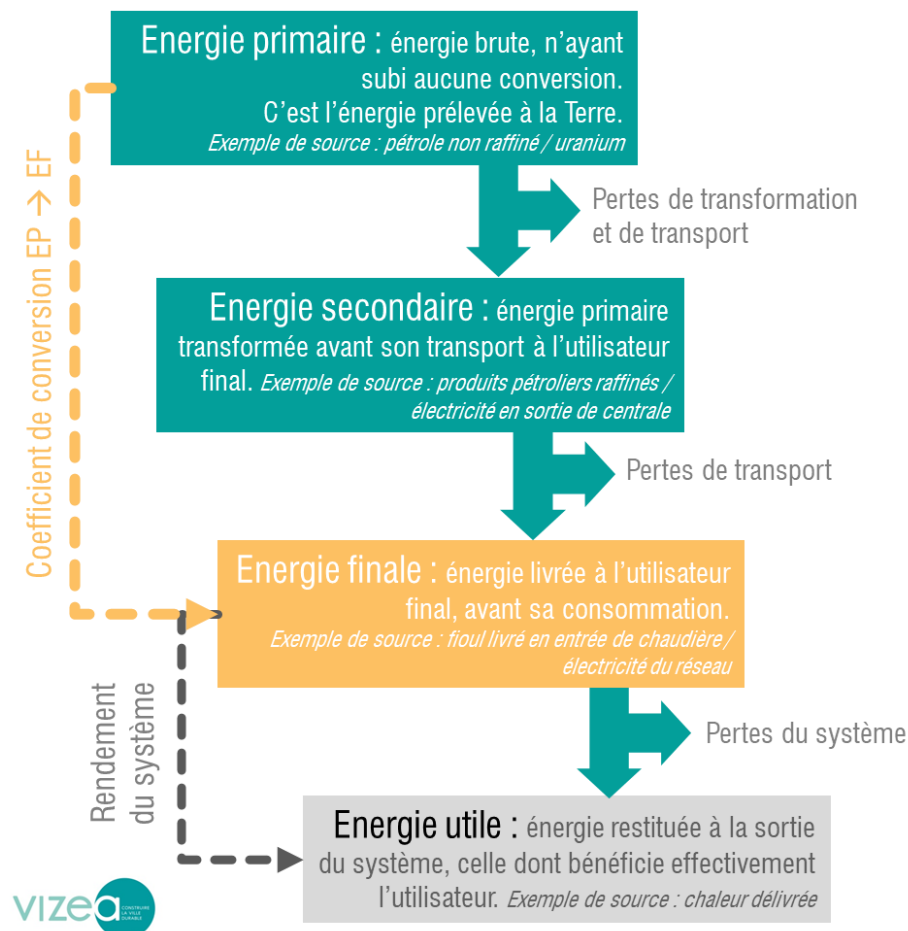 Energie primaire : énergie brute, n’ayant
subi aucune conversion.
C’est l’énergie prélevée à la Terre.
Exemple de source : pétrole non raffiné / uranium
Pertes de transformation
et de transport
Coefficient de conversion EP → EF
Energie secondaire : énergie primaire
transformée avant son transport à l’utilisateur
final. Exemple de source : produits pétroliers raffinés /
électricité en sortie de centrale
Pertes de transport
Energie finale : énergie livrée à l’utilisateur
final, avant sa consommation.
Exemple de source : fioul livré en entrée de chaudière /
électricité du réseau
Rendement
du système
Pertes du système
Energie utile : énergie restituée à la sortie
du système, celle dont bénéficie effectivement
l’utilisateur. Exemple de source : chaleur délivrée
vizea
CONSTRUIRE
LA VILLE
DURABLE